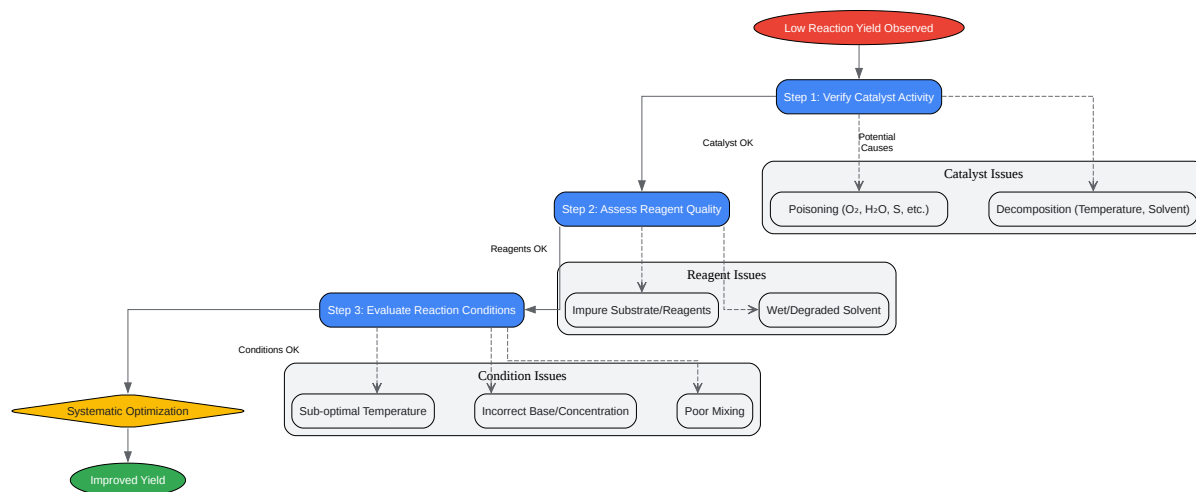 Low Reaction Yield Observed
Step 1: Verify Catalyst Activity
Catalyst OK
Potential
Causes
Catalyst Issues
Poisoning (O₂, H₂O, S, etc.)
Decomposition (Temperature, Solvent)
Step 2: Assess Reagent Quality
Reagents OK
Reagent Issues
Impure Substrate/Reagents
Wet/Degraded Solvent
Step 3: Evaluate Reaction Conditions
Conditions OK
Condition Issues
Sub-optimal Temperature
Incorrect Base/Concentration
Poor Mixing
Systematic Optimization
Improved Yield